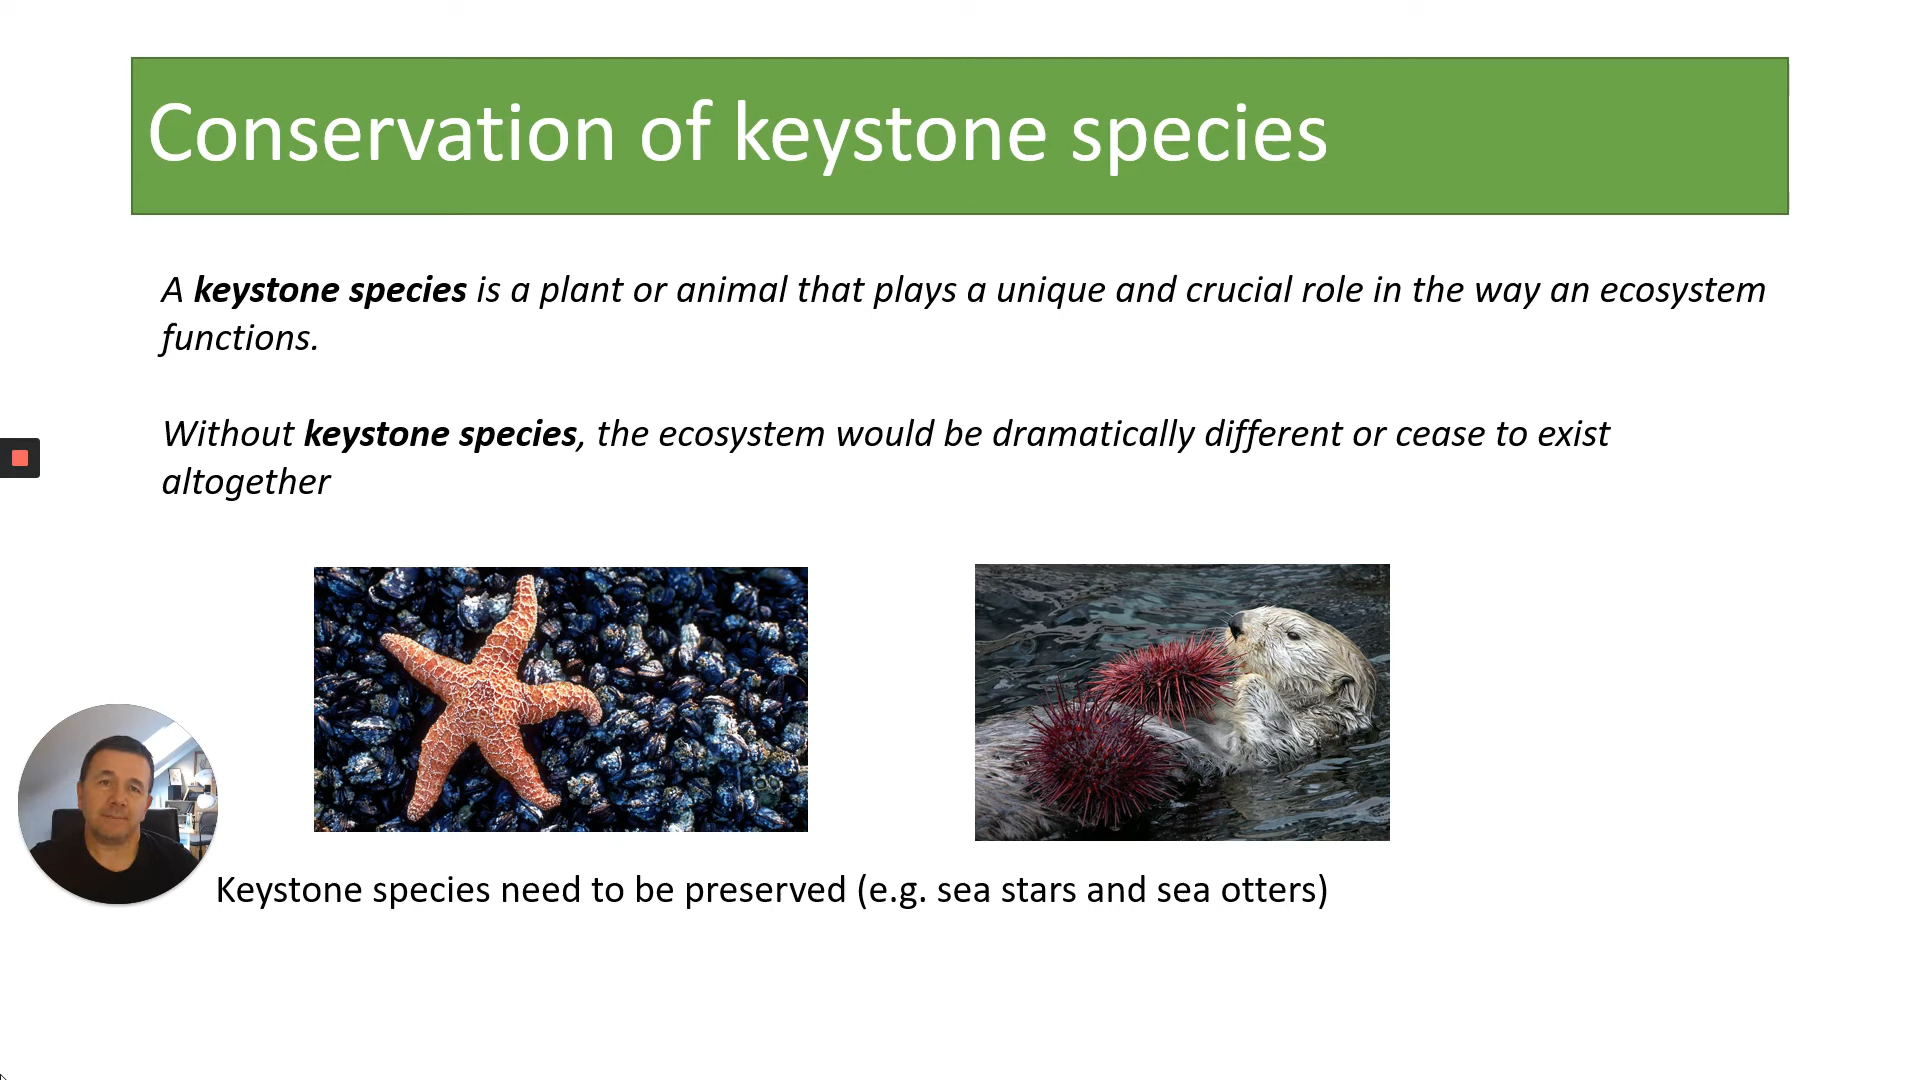 Conservation of keystone species
A keystone species is a plant or animal that plays a unique and crucial role in the way an ecosystem
functions.
Without keystone species, the ecosystem would be dramatically different or cease to exist
altogether
Keystone species need to be preserved (e.g. sea stars and sea otters)